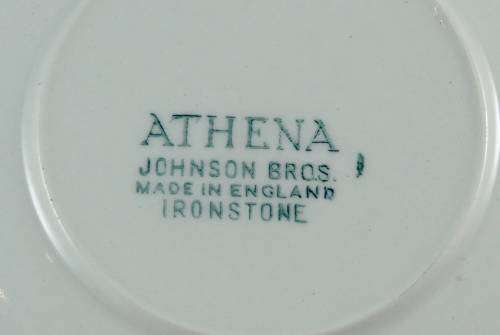 ATHENA
JOHNSON BROS.
MADE IN ENGLAND
IRONSTONE